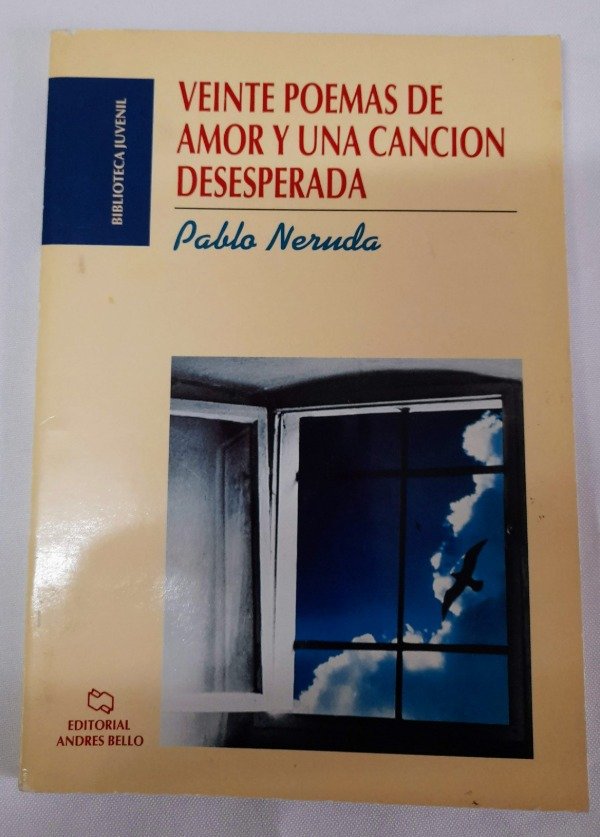 BIBLIOTECA JUVENIL
VEINTE POEMAS DE
AMOR Y UNA CANCION
DESESPERADA
Pablo Neruda
EDITORIAL
ANDRES BELLO